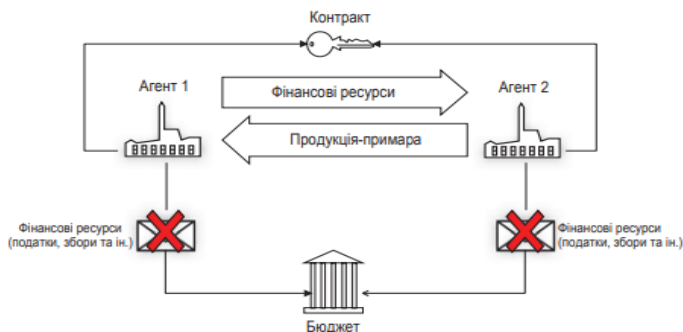 Контракт
Агент 1
Агент 2
Фінансові ресурси
Продукція-примара
Фінансові ресурси
(податки, збори та ін.)
Фінансові ресурси
(податки, збори та ін.)
Бюджет